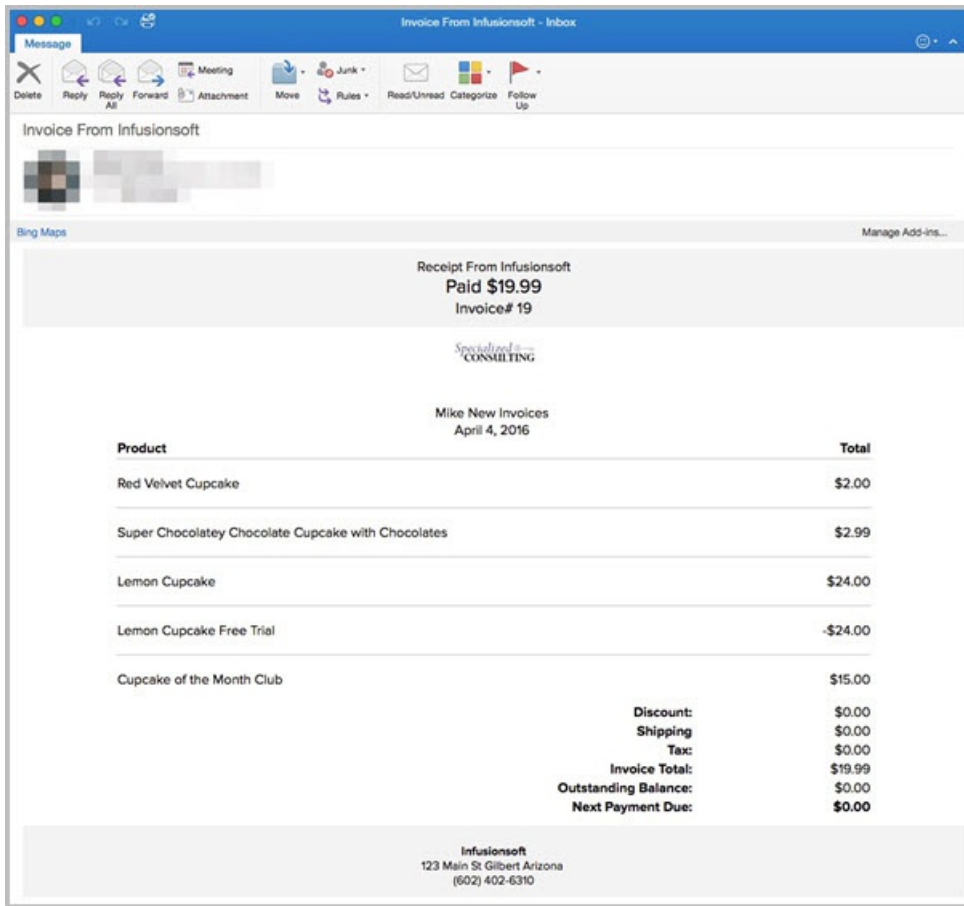 Invoice From Infusionsoft - Inbox
Message
Delete Reply Reply All Forward Meeting Attachment Move Junk Rules Read/Unread Categorize Follow Up
Invoice From Infusionsoft
Bing Maps Manage Add-ins...
Receipt From Infusionsoft
Paid $19.99
Invoice# 19
Specialized
CONSULTING
Mike New Invoices
April 4, 2016
Product Total
Red Velvet Cupcake $2.00
Super Chocolatey Chocolate Cupcake with Chocolates $2.99
Lemon Cupcake $24.00
Lemon Cupcake Free Trial -$24.00
Cupcake of the Month Club $15.00
Discount: $0.00
Shipping $0.00
Tax: $0.00
Invoice Total: $19.99
Outstanding Balance: $0.00
Next Payment Due: $0.00
Infusionsoft
123 Main St Gilbert Arizona
(602) 402-6310